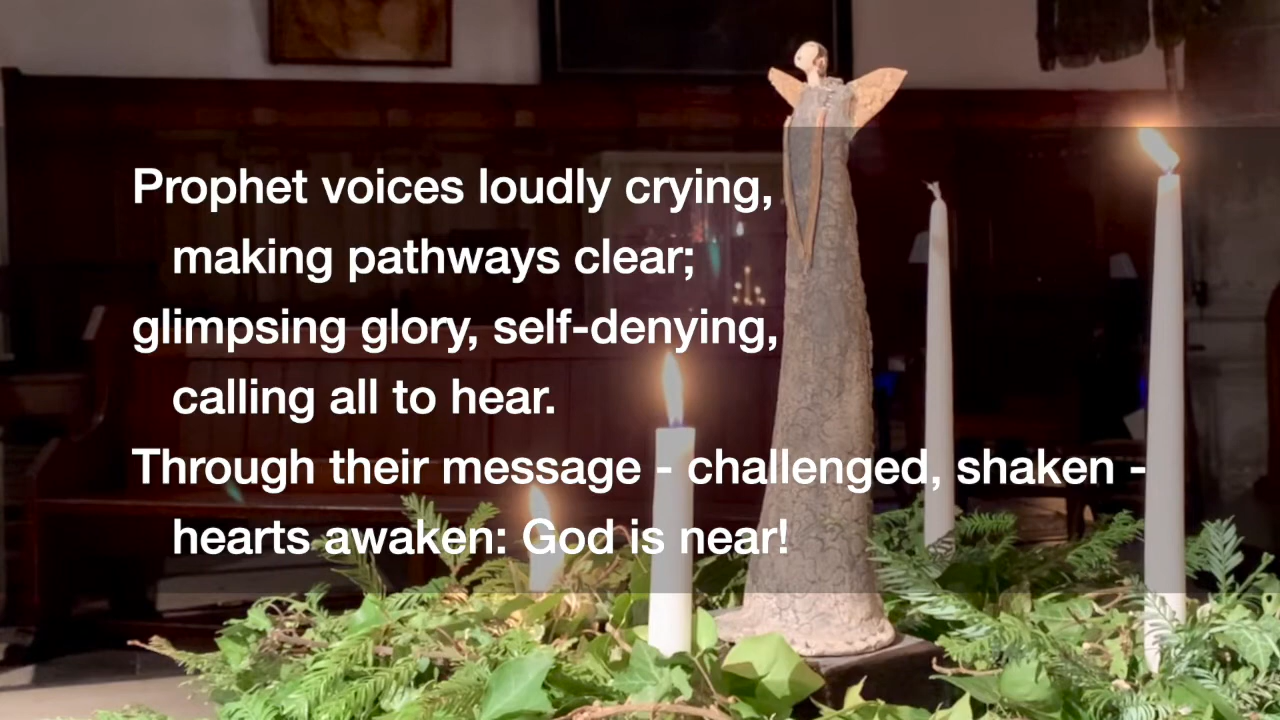 Prophet voices loudly crying,
making pathways clear;
glimpsing glory, self-denying,
calling all to hear.
Through their message - challenged, shaken -
hearts awaken: God is near!